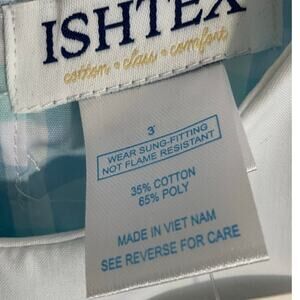 ISHTEX
cotton • class • comfort
3
WEAR SUNG-FITTING
NOT FLAME RESISTANT
35% COTTON
65% POLY
MADE IN VIET NAM
SEE REVERSE FOR CARE